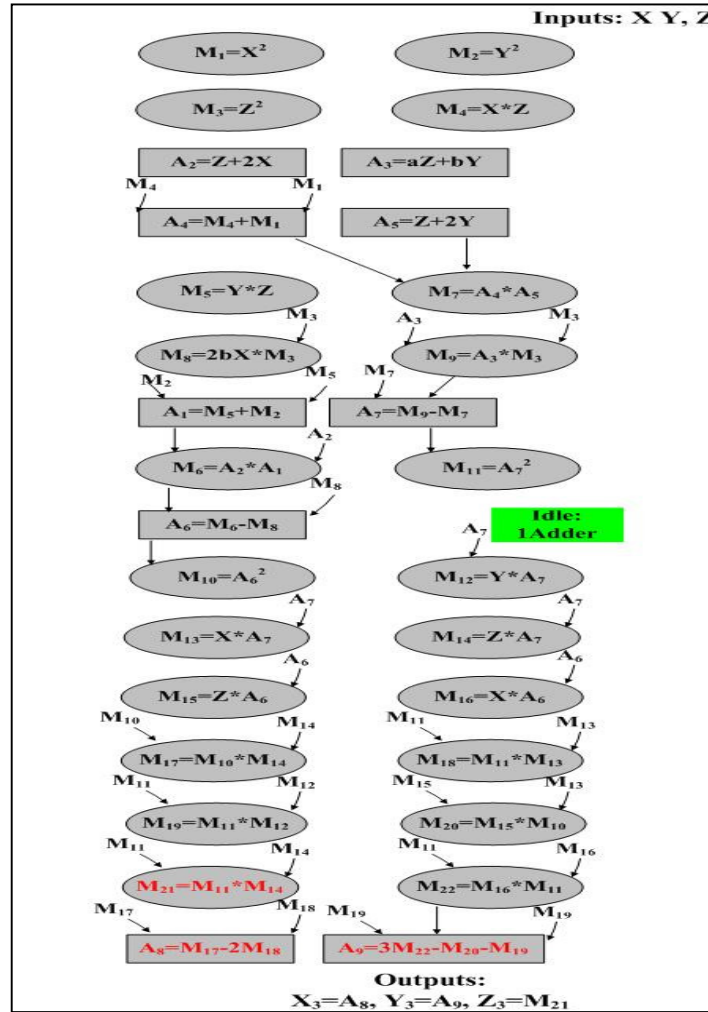 Inputs: X Y, Z
M₁=X² M₂=Y²
M₃=Z² M₄=X*Z
A₂=Z+2X A₃=aZ+bY
M₄ M₁
A₄=M₄+M₁ A₅=Z+2Y
M₅=Y*Z M₇=A₄*A₅
M₃ A₃ M₃
M₈=2bX*M₃ M₉=A₃*M₃
M₂ M₅ M₇
A₁=M₅+M₂ A₇=M₉-M₇
A₂
M₆=A₂*A₁ M₁₁=A₇²
M₈
A₆=M₆-M₈ Idle:
A₇ 1Adder
M₁₀=A₆² M₁₂=Y*A₇
A₇ A₇
M₁₃=X*A₇ M₁₄=Z*A₇
A₆ A₆
M₁₅=Z*A₆ M₁₆=X*A₆
M₁₀ M₁₄ M₁₁ M₁₃
M₁₇=M₁₀*M₁₄ M₁₈=M₁₁*M₁₃
M₁₁ M₁₂ M₁₅ M₁₃
M₁₉=M₁₁*M₁₂ M₂₀=M₁₅*M₁₀
M₁₁ M₁₄ M₁₁ M₁₆
M₂₁=M₁₁*M₁₄ M₂₂=M₁₆*M₁₁
M₁₇ M₁₈ M₁₉ M₁₉
A₈=M₁₇-2M₁₈ A₉=3M₂₂-M₂₀-M₁₉
Outputs:
X₃=A₈, Y₃=A₉, Z₃=M₂₁